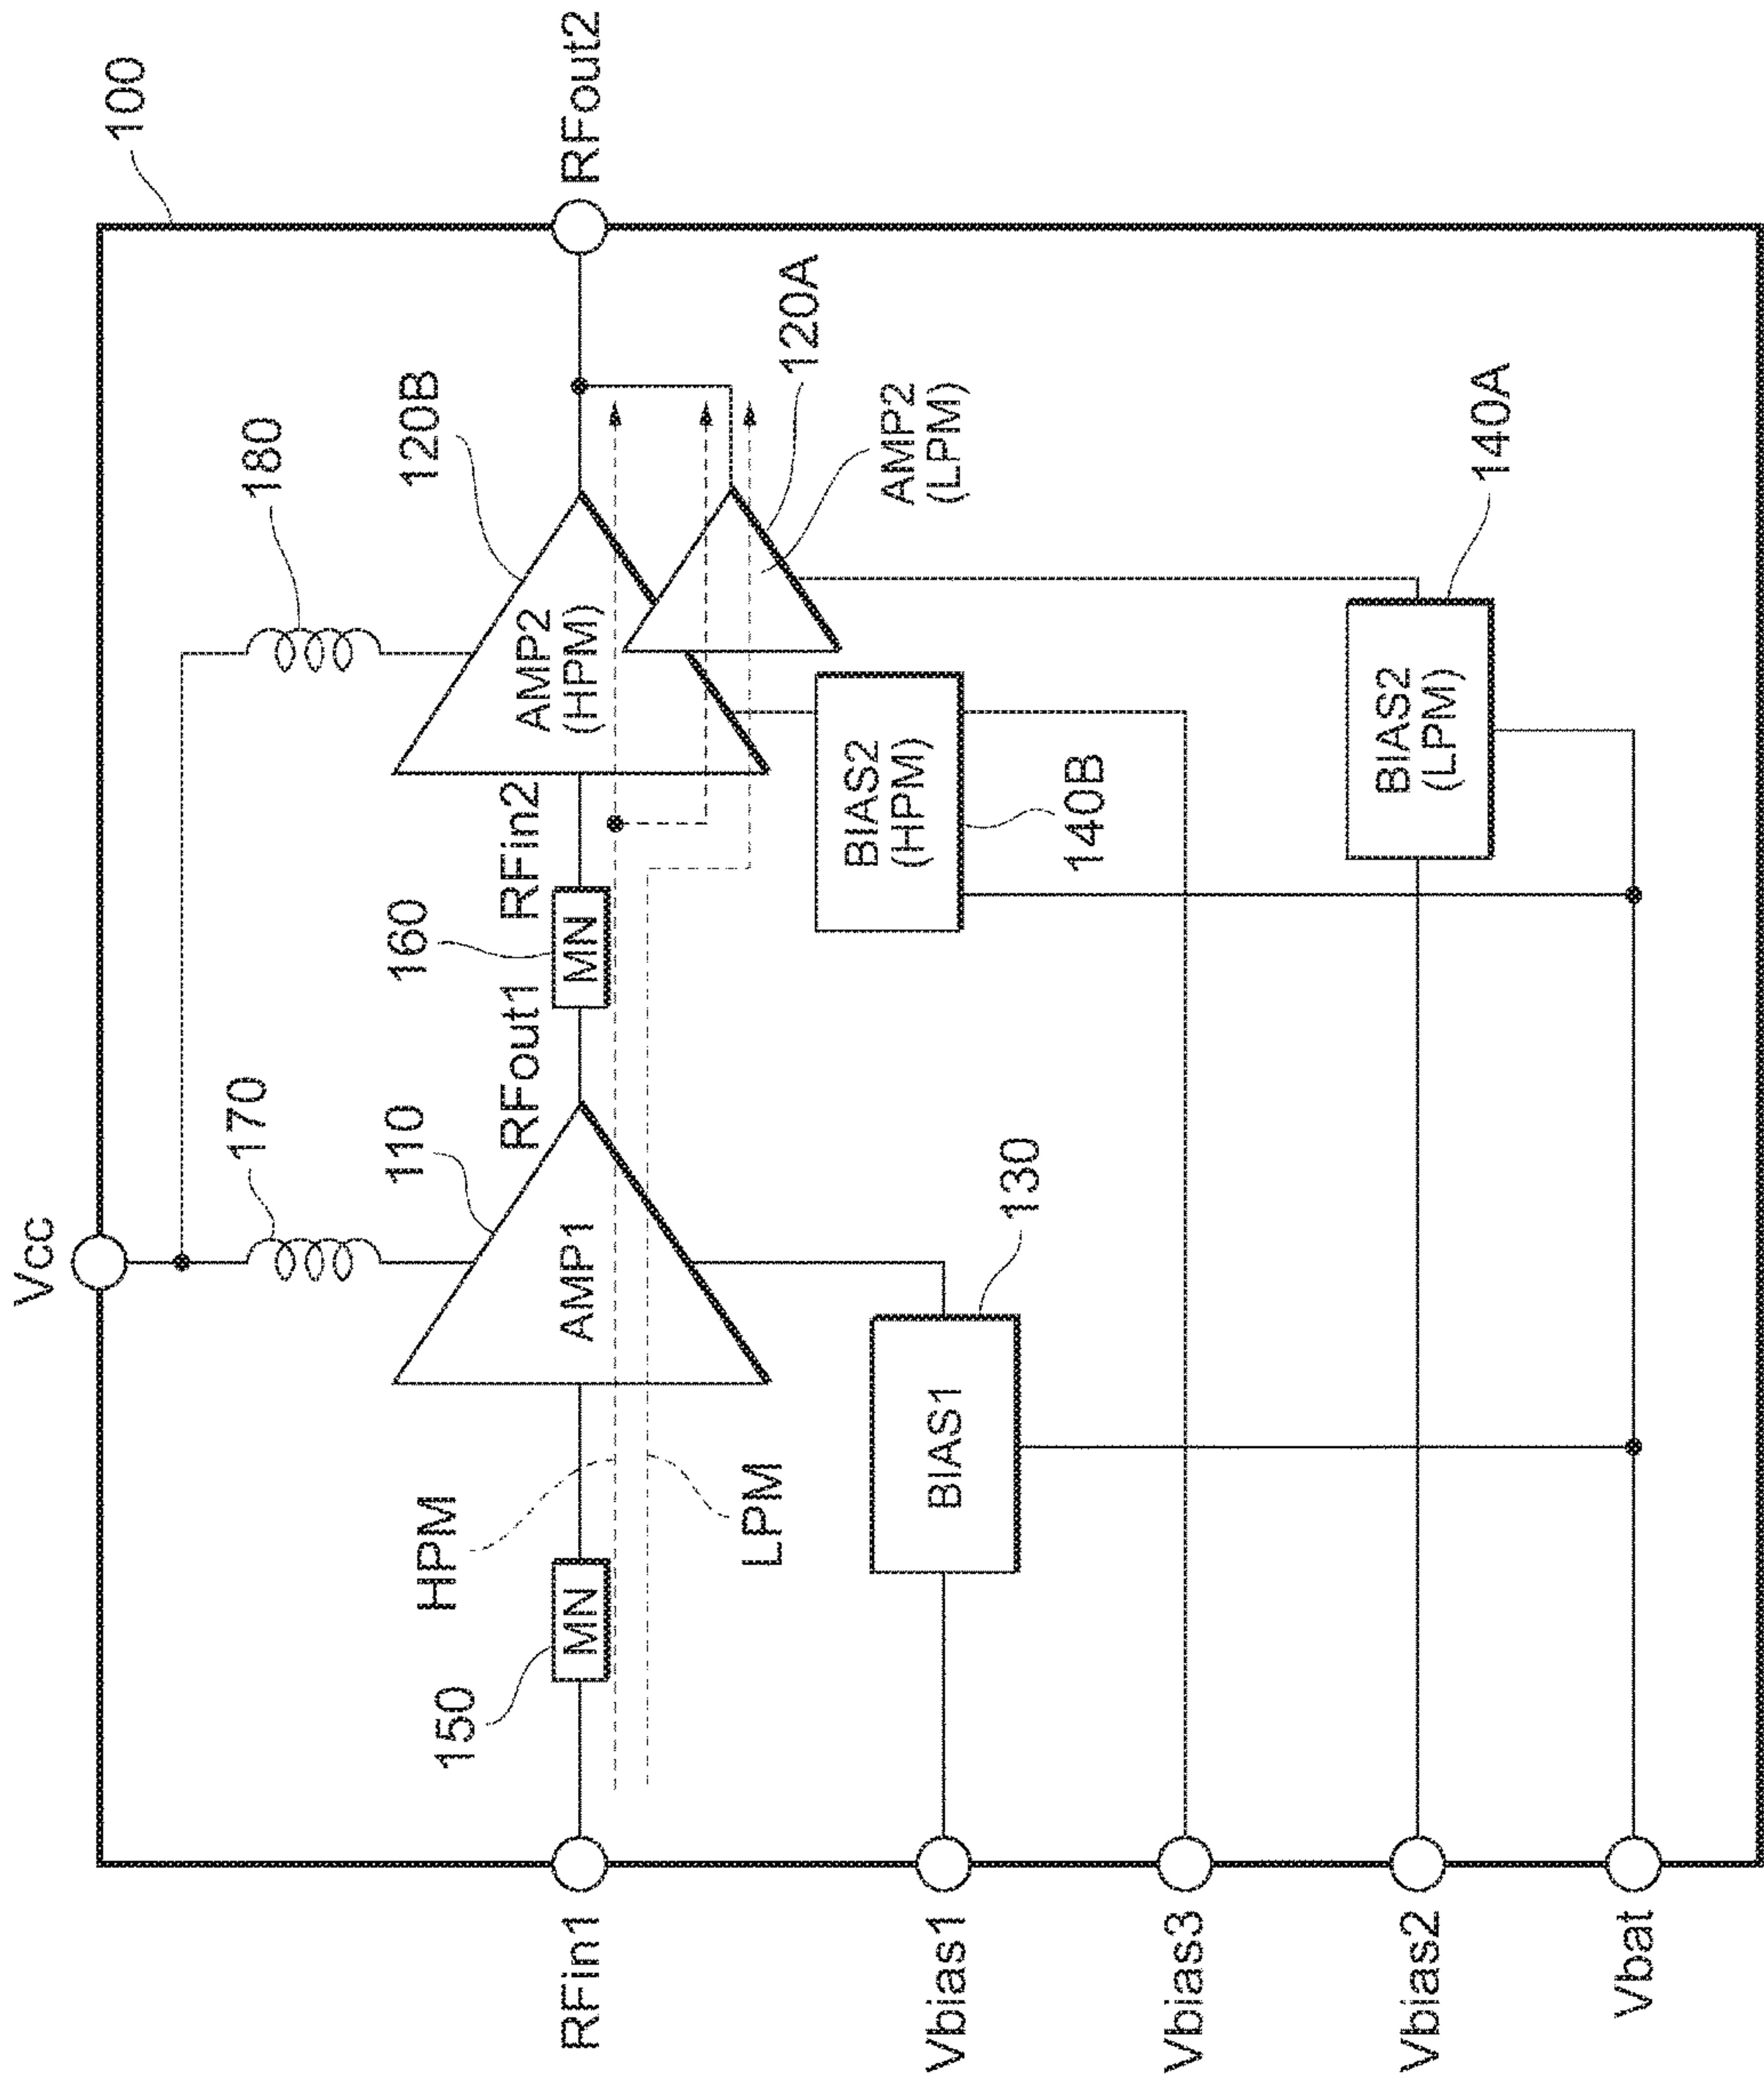 100
Vcc
170
180
110
120B
HPM
150
MN
RFin1
AMP1
RFout1
160
MN
RFin2
AMP2
(HPM)
RFout2
LPM
120A
AMP2
(LPM)
BIAS1
130
Vbias1
BIAS2
(HPM)
140B
Vbias3
BIAS2
(LPM)
140A
Vbias2
Vbat